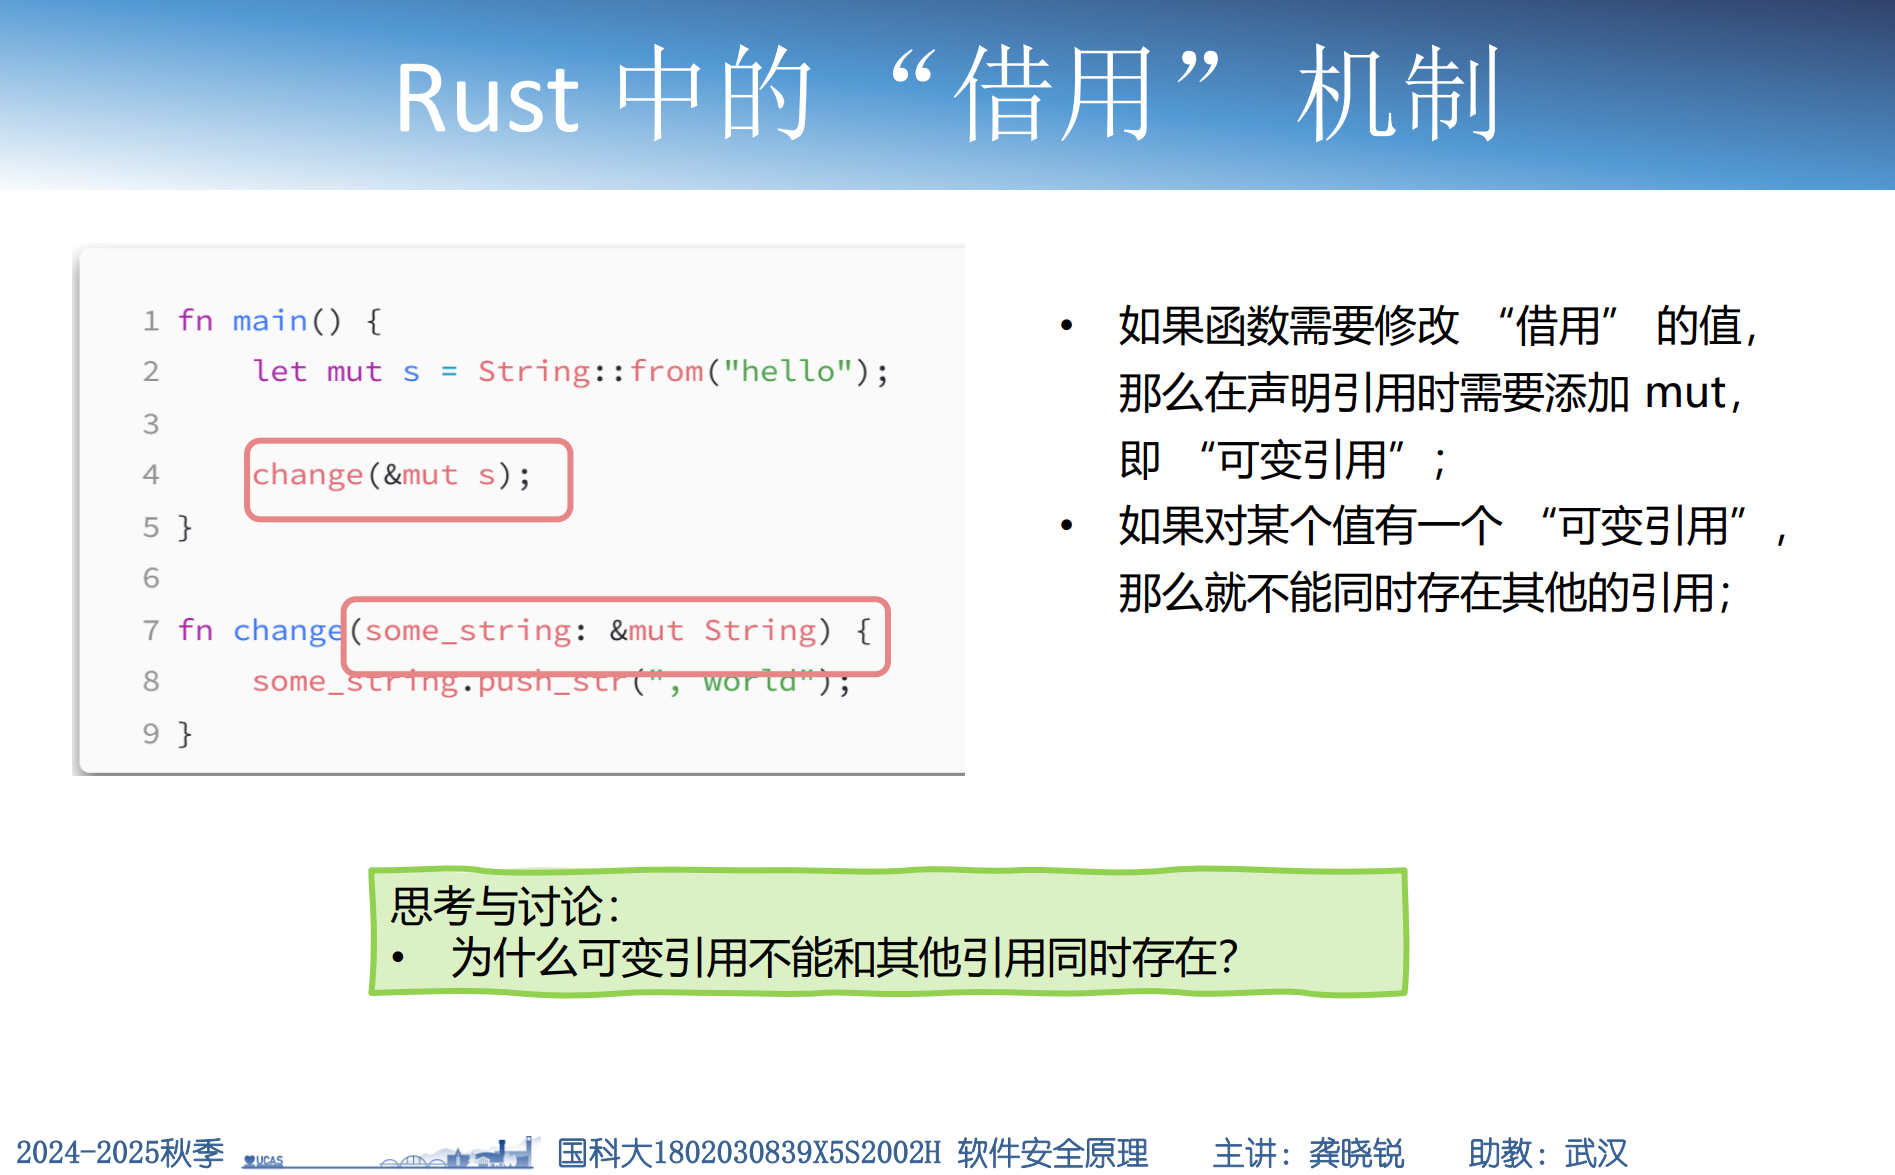 Rust 中的 “借用” 机制
1 fn main() {
2     let mut s = String::from("hello");
3
4     change(&mut s);
5 }
6
7 fn change(some_string: &mut String) {
8     some_string.push_str(", world");
9 }
• 如果函数需要修改 “借用” 的值，
那么在声明引用时需要添加 mut，
即 “可变引用”；
• 如果对某个值有一个 “可变引用”，
那么就不能同时存在其他的引用；
思考与讨论：
• 为什么可变引用不能和其他引用同时存在？
2024-2025秋季 UCAS 国科大1802030839X5S2002H 软件安全原理 主讲：龚晓锐 助教：武汉